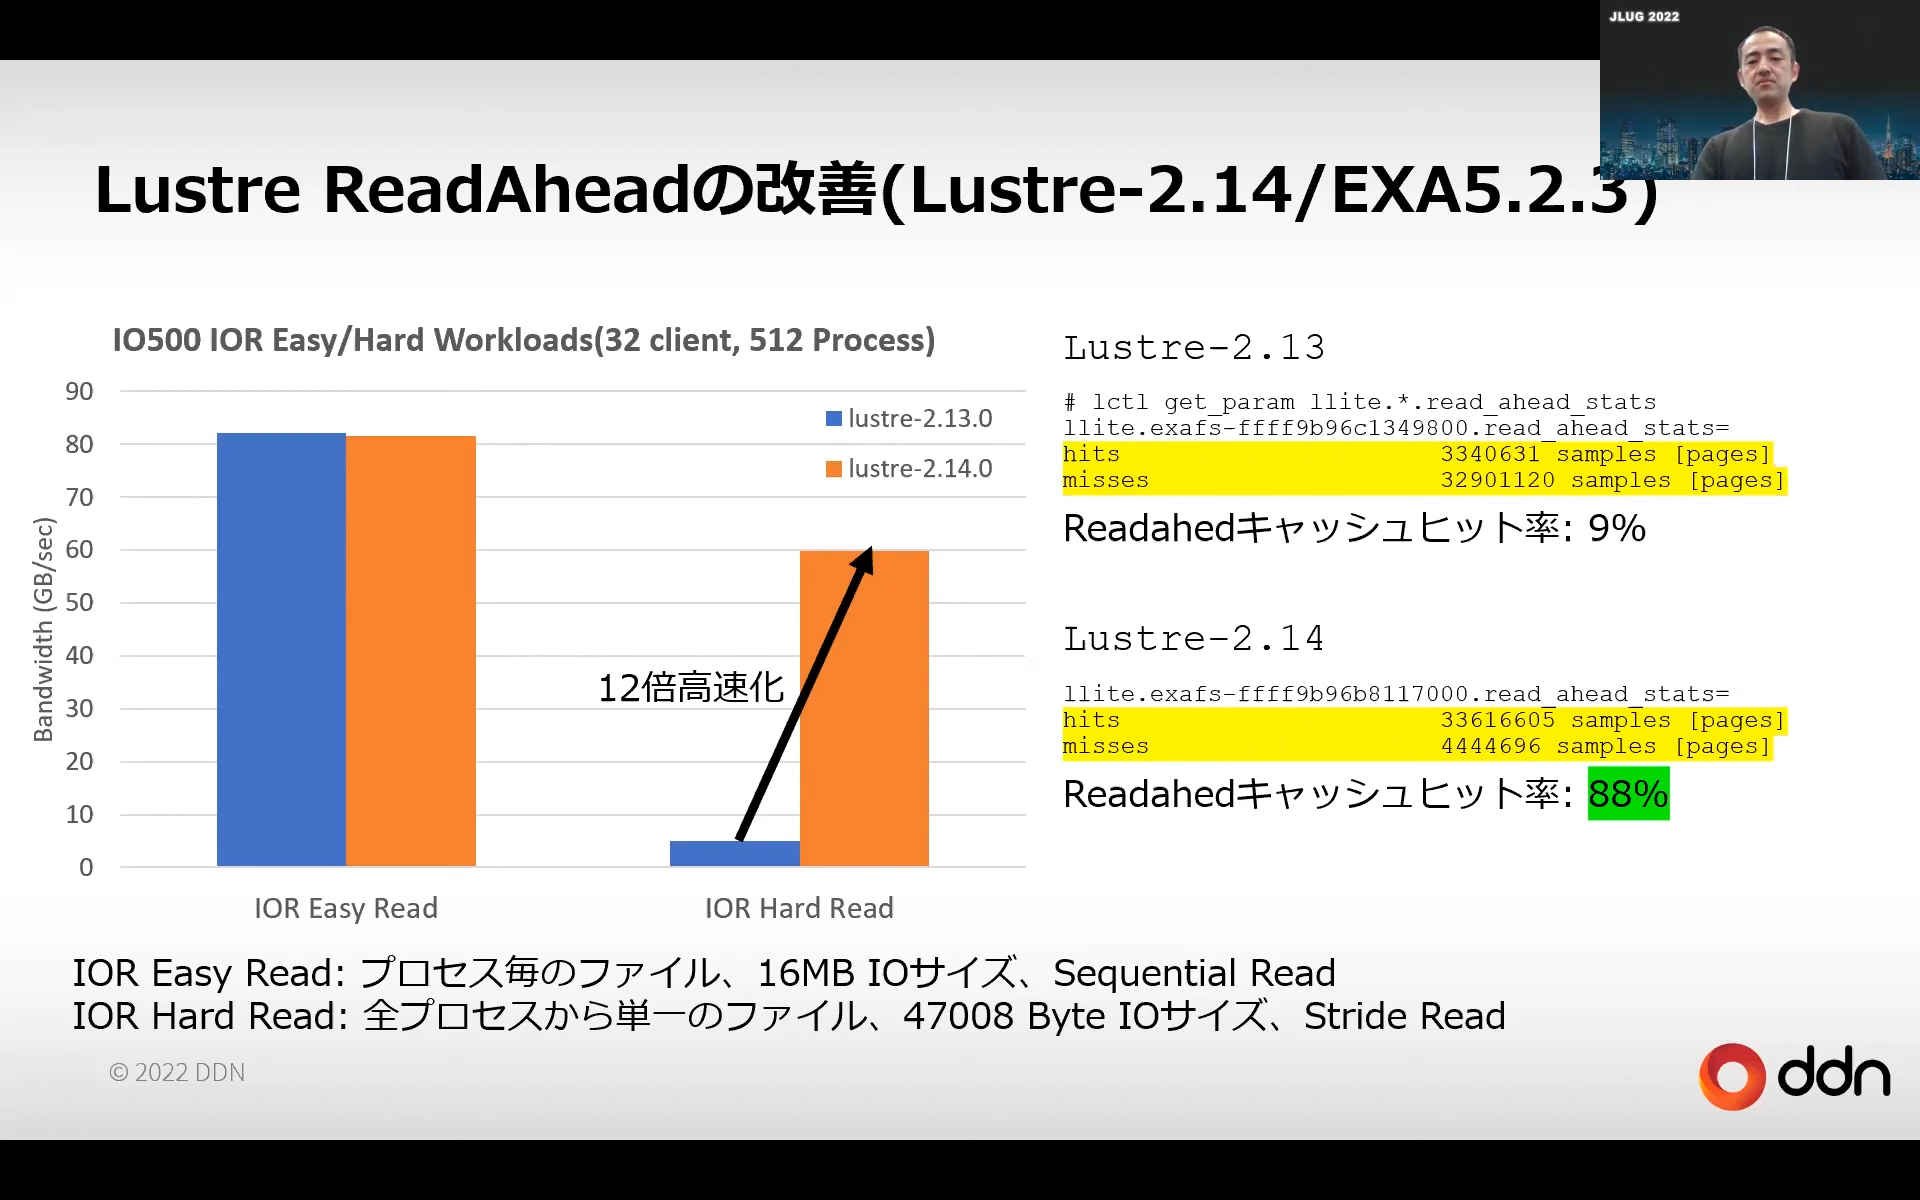 JLUG 2022
Lustre ReadAheadの改善(Lustre-2.14/EXA5.2.3)
IO500 IOR Easy/Hard Workloads(32 client, 512 Process)
90
80
70
60
50
40
30
20
10
0
Bandwidth (GB/sec)
lustre-2.13.0
lustre-2.14.0
12倍高速化
IOR Easy Read
IOR Hard Read
Lustre-2.13
# lctl get_param llite.*.read_ahead_stats
llite.exafs-ffff9b96c1349800.read_ahead_stats=
hits 3340631 samples [pages]
misses 32901120 samples [pages]
Readahedキャッシュヒット率: 9%
Lustre-2.14
llite.exafs-ffff9b96b8117000.read_ahead_stats=
hits 33616605 samples [pages]
misses 4444696 samples [pages]
Readahedキャッシュヒット率: 88%
IOR Easy Read: プロセス毎のファイル、16MB IOサイズ、Sequential Read
IOR Hard Read: 全プロセスから単一のファイル、47008 Byte IOサイズ、Stride Read
© 2022 DDN
ddn